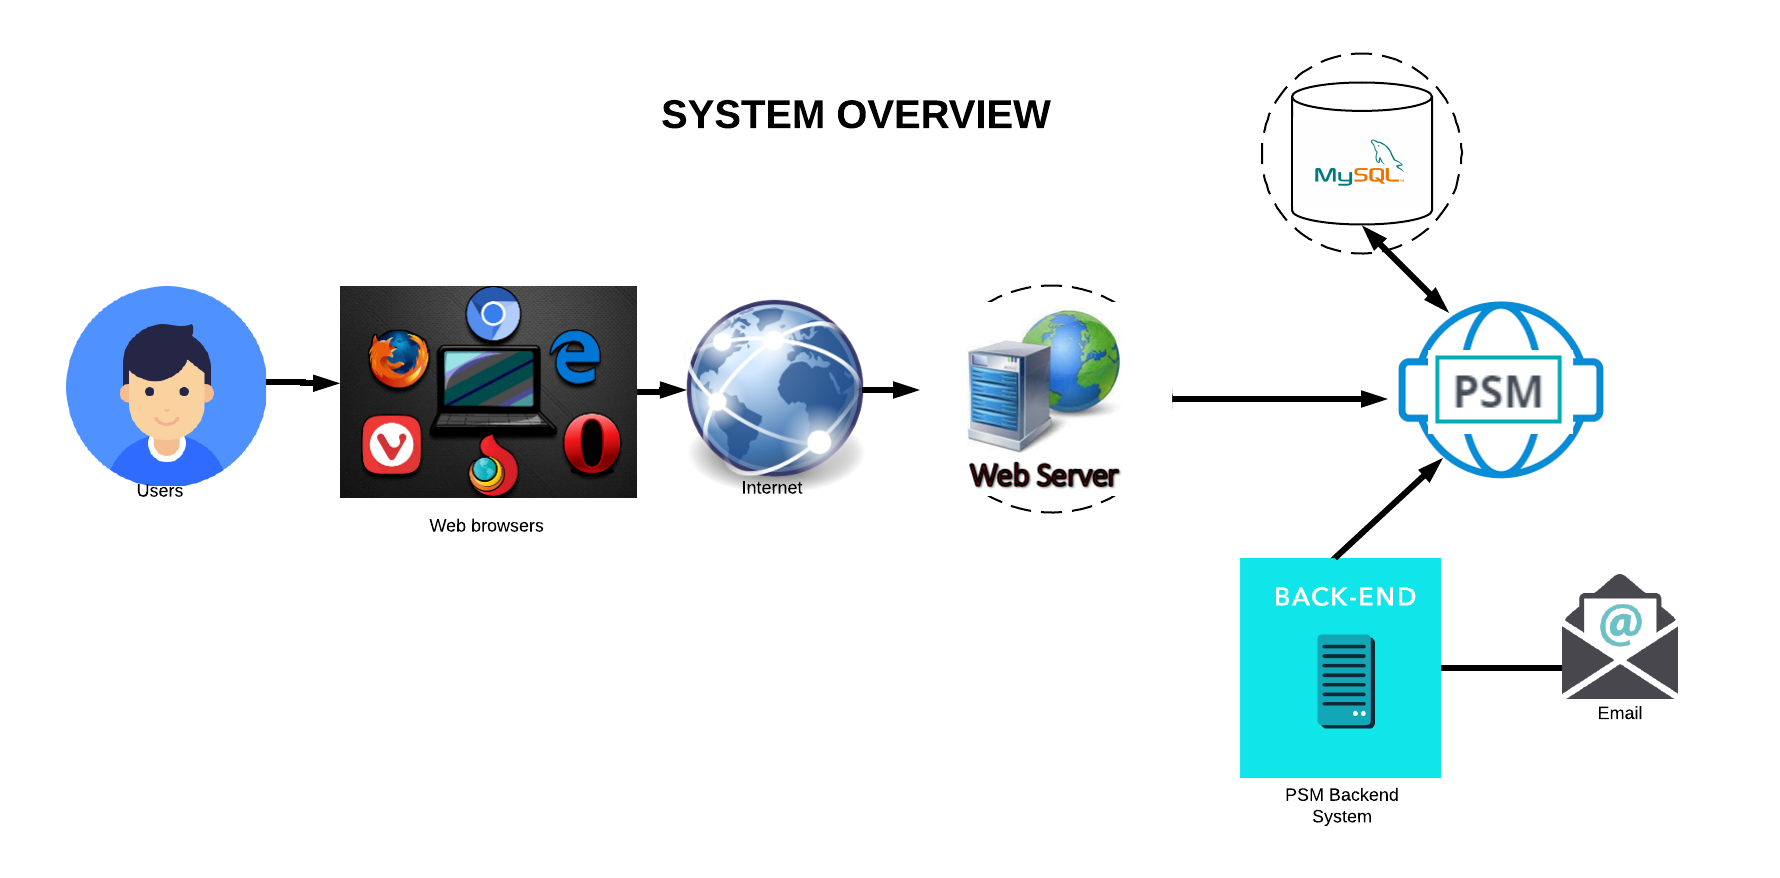 SYSTEM OVERVIEW
MySQL
PSM
Web Server
Users
Internet
Web browsers
BACK-END
@
Email
PSM Backend
System